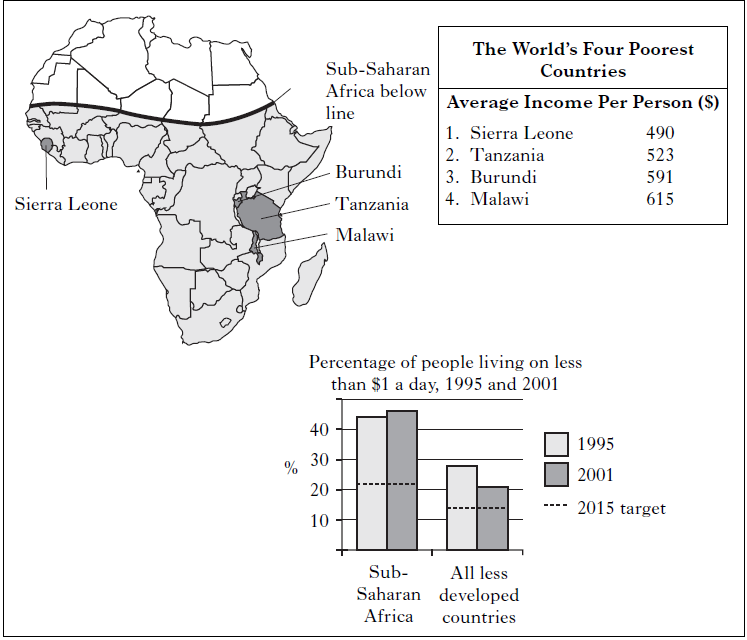 Sub-Saharan
Africa below
line
Burundi
Tanzania
Malawi
Sierra Leone
The World's Four Poorest
Countries
Average Income Per Person ($)
1. Sierra Leone 490
2. Tanzania 523
3. Burundi 591
4. Malawi 615
Percentage of people living on less
than $1 a day, 1995 and 2001
40
30
%
20
10
Sub-
Saharan
Africa
All less
developed
countries
1995
2001
2015 target